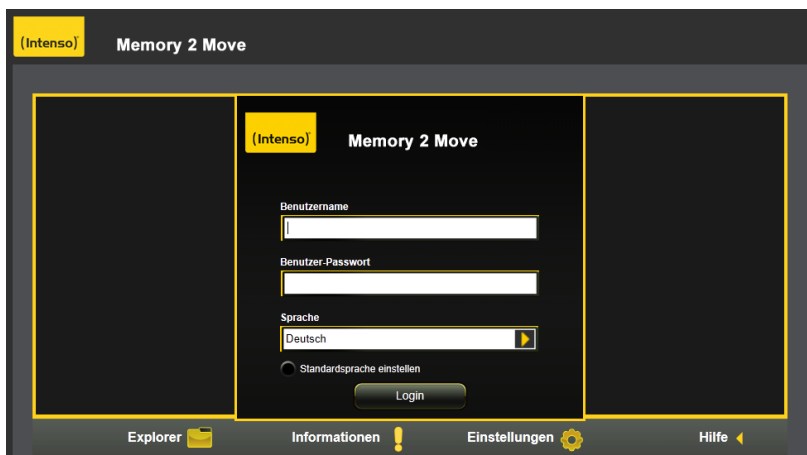 (Intenso)
Memory 2 Move
(Intenso)
Memory 2 Move
Benutzername
Benutzer-Passwort
Sprache
Deutsch
Standardsprache einstellen
Login
Explorer
Informationen
Einstellungen
Hilfe